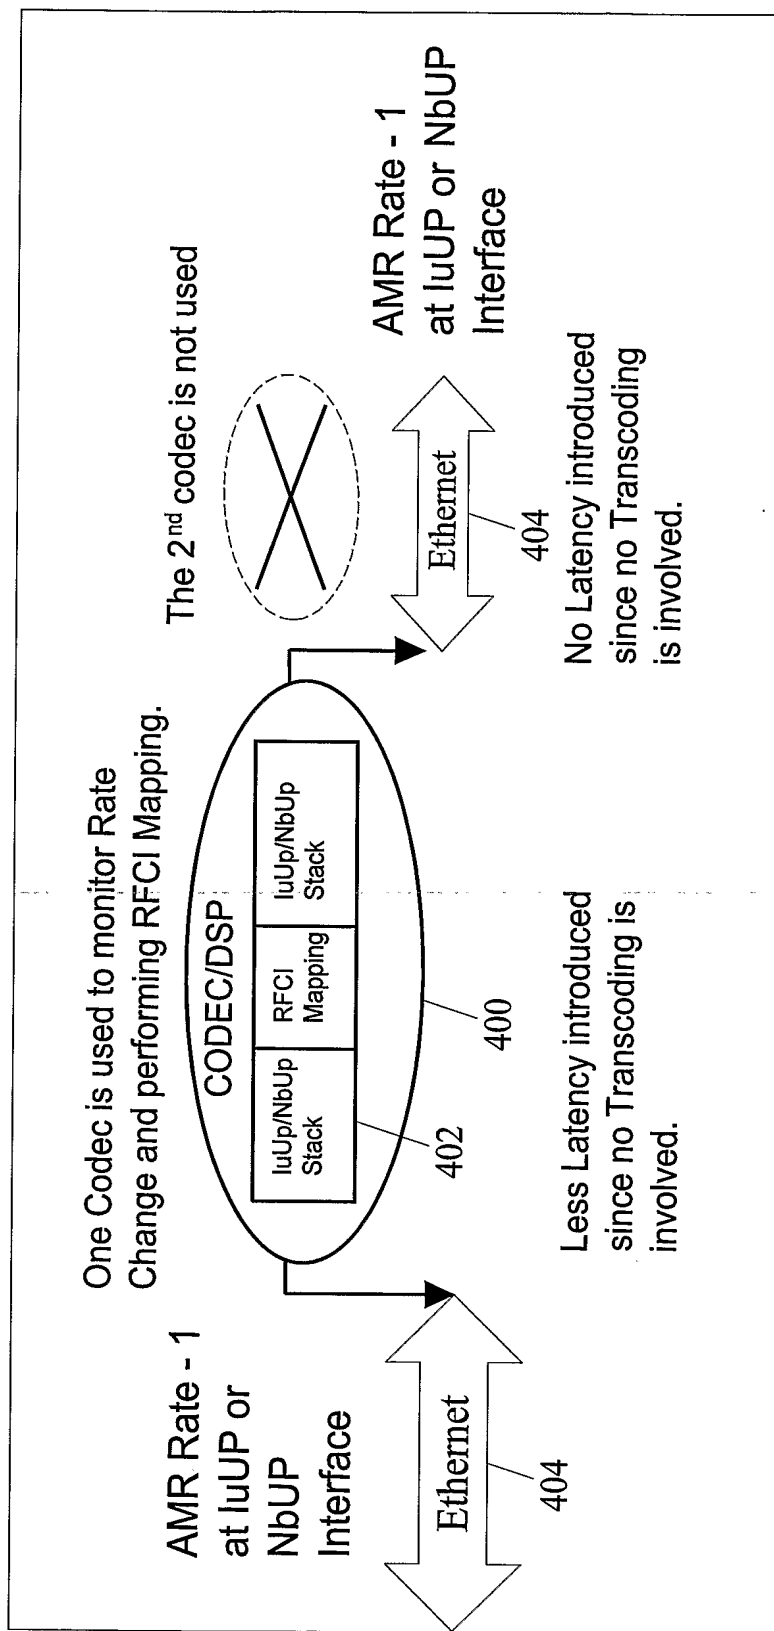 One Codec is used to monitor Rate
Change and performing RFCI Mapping.
The 2nd codec is not used
AMR Rate - 1
at IuUP or
NbUP
Interface
CODEC/DSP
IuUp/NbUp
Stack
RFCI
Mapping
IuUp/NbUp
Stack
AMR Rate - 1
at IuUP or NbUP
Interface
Ethernet
Ethernet
404
402
400
404
Less Latency introduced
since no Transcoding is
involved.
No Latency introduced
since no Transcoding
is involved.